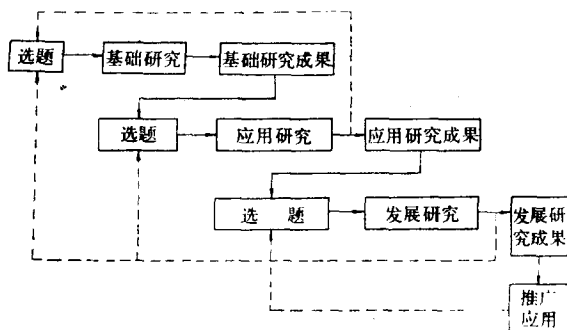 选题
基础研究
基础研究成果
选题
应用研究
应用研究成果
选 题
发展研究
发展研
究成果
推广
应用